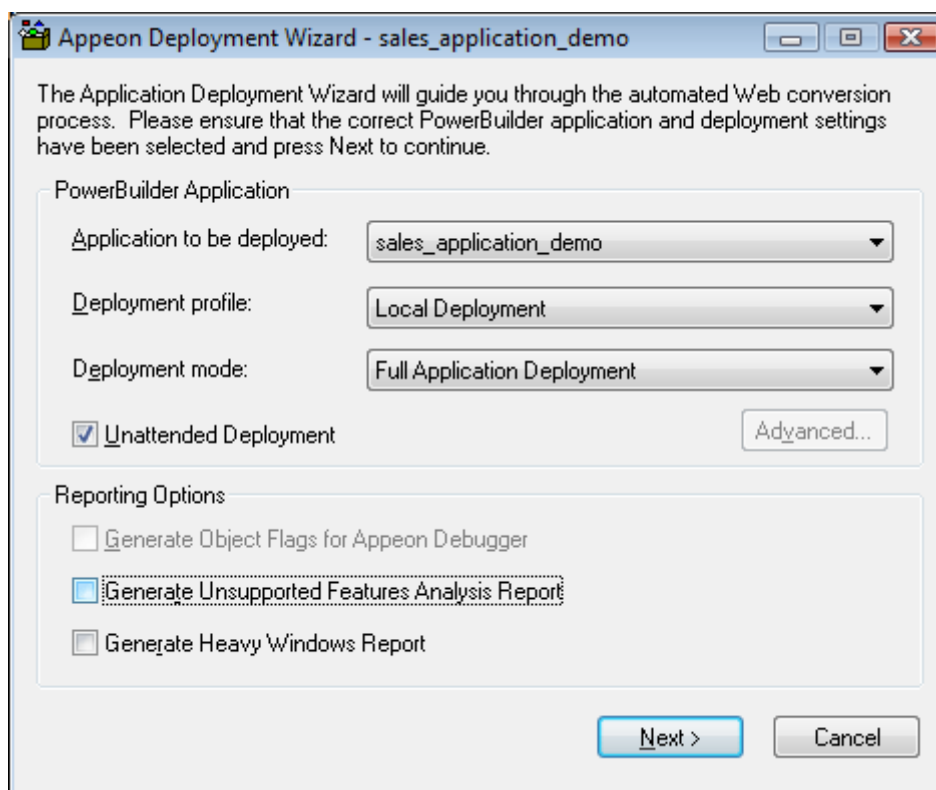 Appeon Deployment Wizard - sales_application_demo
The Application Deployment Wizard will guide you through the automated Web conversion
process.  Please ensure that the correct PowerBuilder application and deployment settings
have been selected and press Next to continue.
PowerBuilder Application
Application to be deployed: sales_application_demo
Deployment profile: Local Deployment
Deployment mode: Full Application Deployment
Unattended Deployment Advanced...
Reporting Options
Generate Object Flags for Appeon Debugger
Generate Unsupported Features Analysis Report
Generate Heavy Windows Report
Next > Cancel